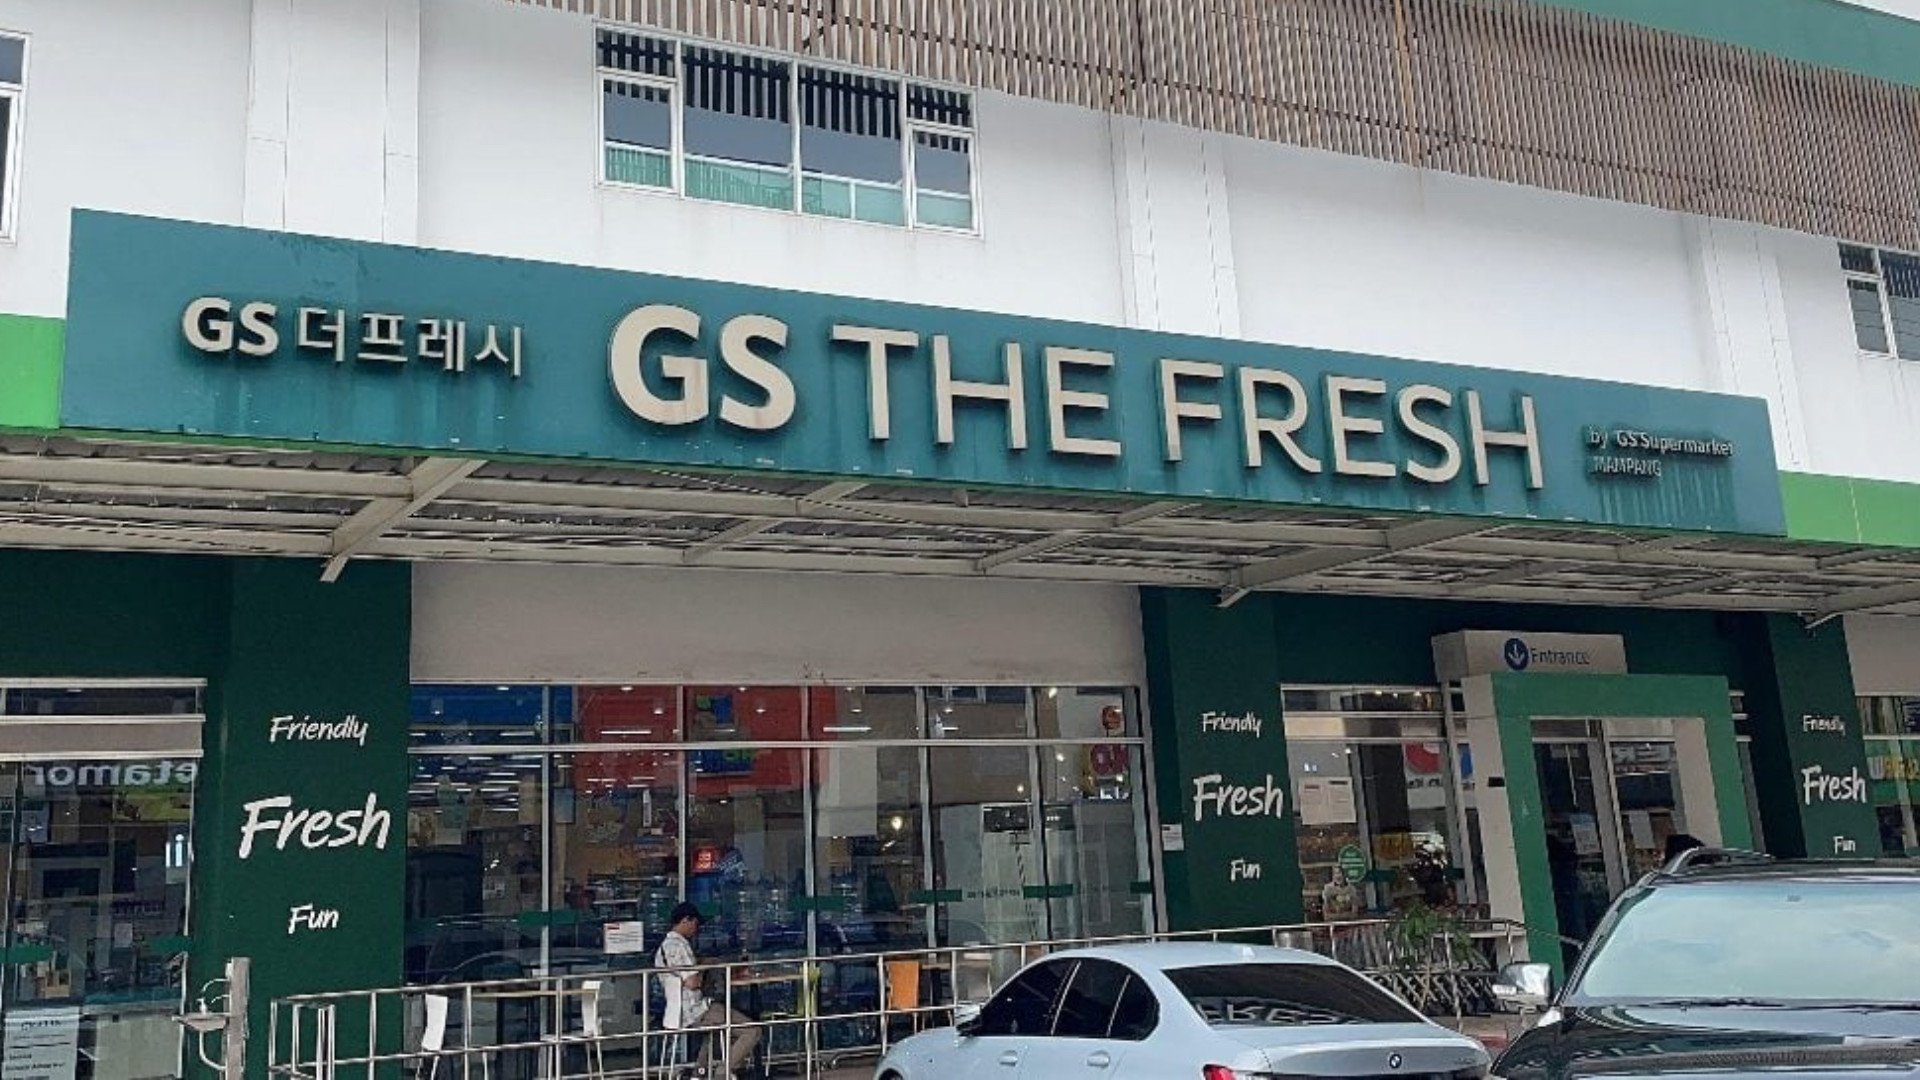 GS 더프레시
GS THE FRESH
by GS Supermarket
MAMPANG
Entrance
Friendly
Fresh
Fun
Friendly
Fresh
Fun
Friendly
Fresh
Fun
etamor